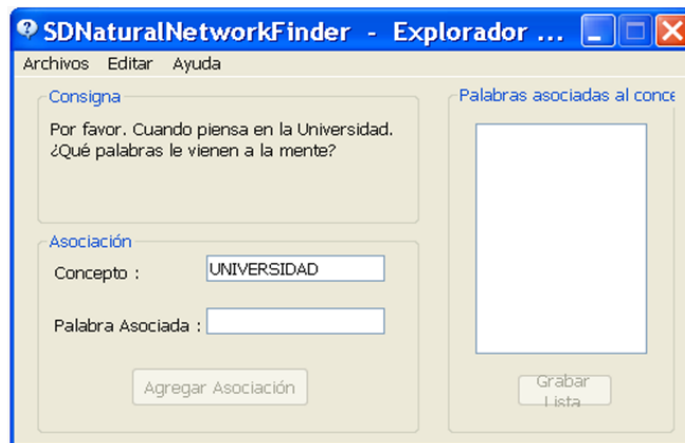 SDNaturalNetworkFinder - Explorador ...
Archivos Editar Ayuda
Consigna
Por favor. Cuando piensa en la Universidad.
¿Qué palabras le vienen a la mente?
Asociación
Concepto : UNIVERSIDAD
Palabra Asociada :
Agregar Asociación
Palabras asociadas al conce
Grabar
Lista